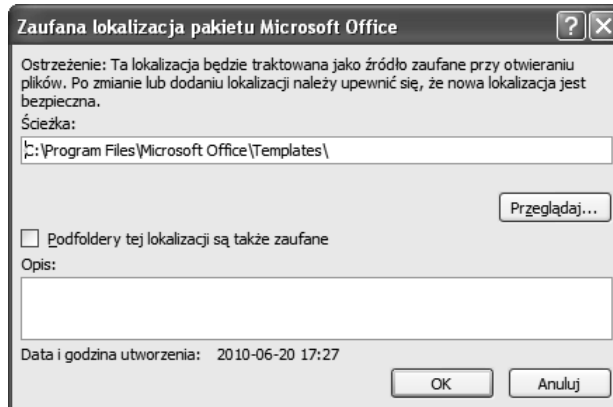 Zaufana lokalizacja pakietu Microsoft Office
Ostrzeżenie: Ta lokalizacja będzie traktowana jako źródło zaufane przy otwieraniu
plików. Po zmianie lub dodaniu lokalizacji należy upewnić się, że nowa lokalizacja jest
bezpieczna.
Ścieżka:
C:\Program Files\Microsoft Office\Templates\
Przeglądaj...
Podfoldery tej lokalizacji są także zaufane
Opis:
Data i godzina utworzenia: 2010-06-20 17:27
OK Anuluj